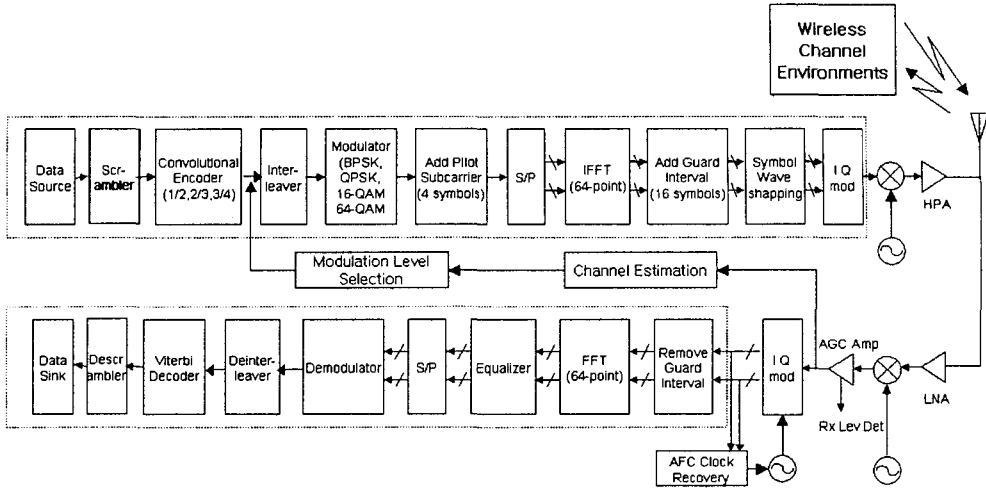 Wireless
Channel
Environments
Data
Source
Scr-
ambler
Convolutional
Encoder
(1/2,2/3,3/4)
Inter-
leaver
Modulator
(BPSK,
QPSK,
16-QAM
64-QAM
Add Pilot
Subcarrier
(4 symbols)
S/P
IFFT
(64-point)
Add Guard
Interval
(16 symbols)
Symbol
Wave
shapping
I Q
mod
HPA
Modulation Level
Selection
Channel Estimation
Data
Sink
Descr
ambler
Viterbi
Decoder
Deinter-
leaver
Demodulator
S/P
Equalizer
FFT
(64-point)
Remove
Guard
Interval
I Q
mod
AGC Amp
Rx Lev Det
LNA
AFC Clock
Recovery